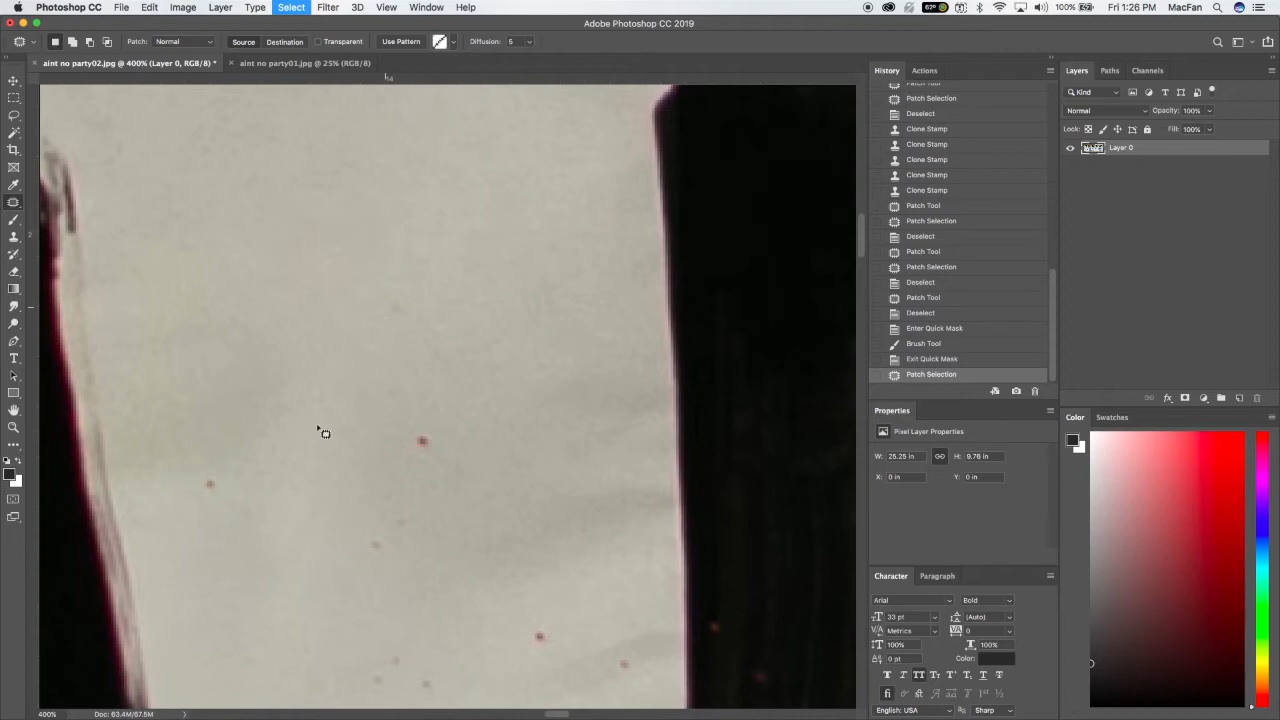 Photoshop CC File Edit Image Layer Type Select Filter 3D View Window Help 62° 100% Fri 1:26 PM MacFan
Adobe Photoshop CC 2019
Patch: Normal Source Destination Transparent Use Pattern Diffusion: 5
aint no party02.jpg @ 400% (Layer 0, RGB/8) * aint no party01.jpg @ 25% (RGB/8)
History Actions
Patch Selection
Deselect
Clone Stamp
Clone Stamp
Clone Stamp
Clone Stamp
Clone Stamp
Patch Tool
Patch Selection
Deselect
Patch Tool
Patch Selection
Deselect
Patch Tool
Deselect
Enter Quick Mask
Brush Tool
Exit Quick Mask
Patch Selection
Properties
Pixel Layer Properties
W: 25.25 in H: 9.76 in
X: 0 in Y: 0 in
Character Paragraph
Arial Bold
33 pt (Auto)
Metrics 0
100% 100%
0 pt Color:
English: USA Sharp
Layers Paths Channels
Kind
Normal Opacity: 100%
Lock: Fill: 100%
Layer 0
Color Swatches
400% Doc: 63.4M/67.5M